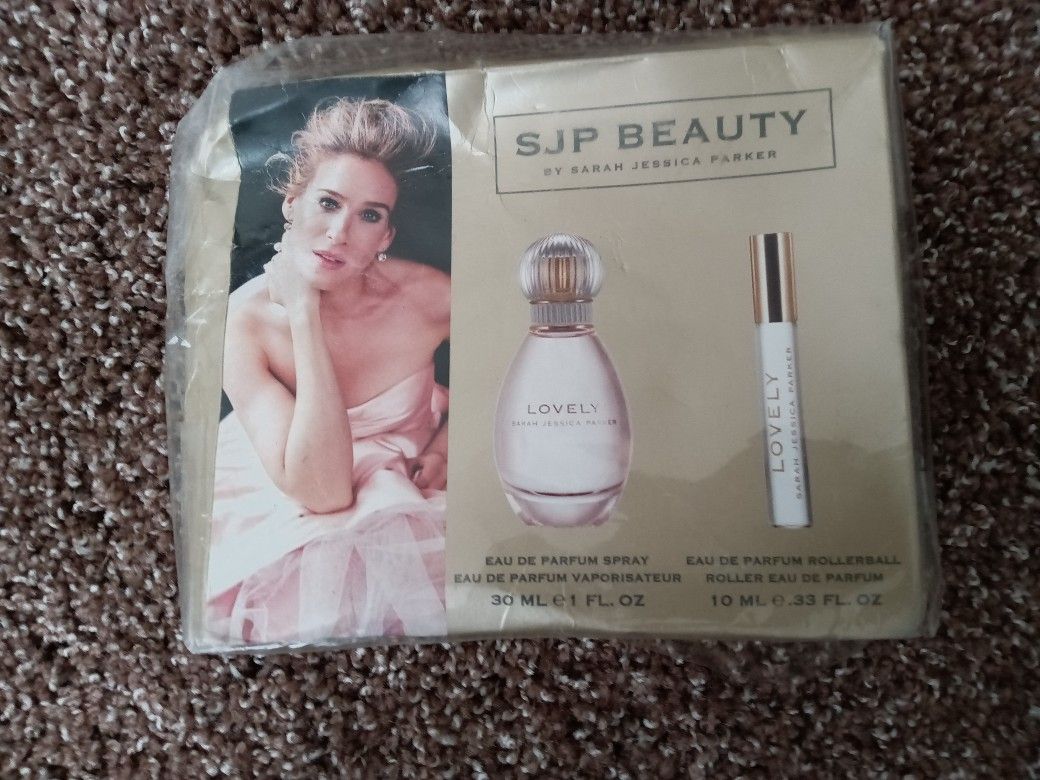 SJP BEAUTY
BY SARAH JESSICA PARKER
LOVELY
SARAH JESSICA PARKER
LOVELY
SARAH JESSICA PARKER
EAU DE PARFUM SPRAY
EAU DE PARFUM VAPORISATEUR
30 ML ℮ 1 FL. OZ
EAU DE PARFUM ROLLERBALL
ROLLER EAU DE PARFUM
10 ML ℮ .33 FL. OZ